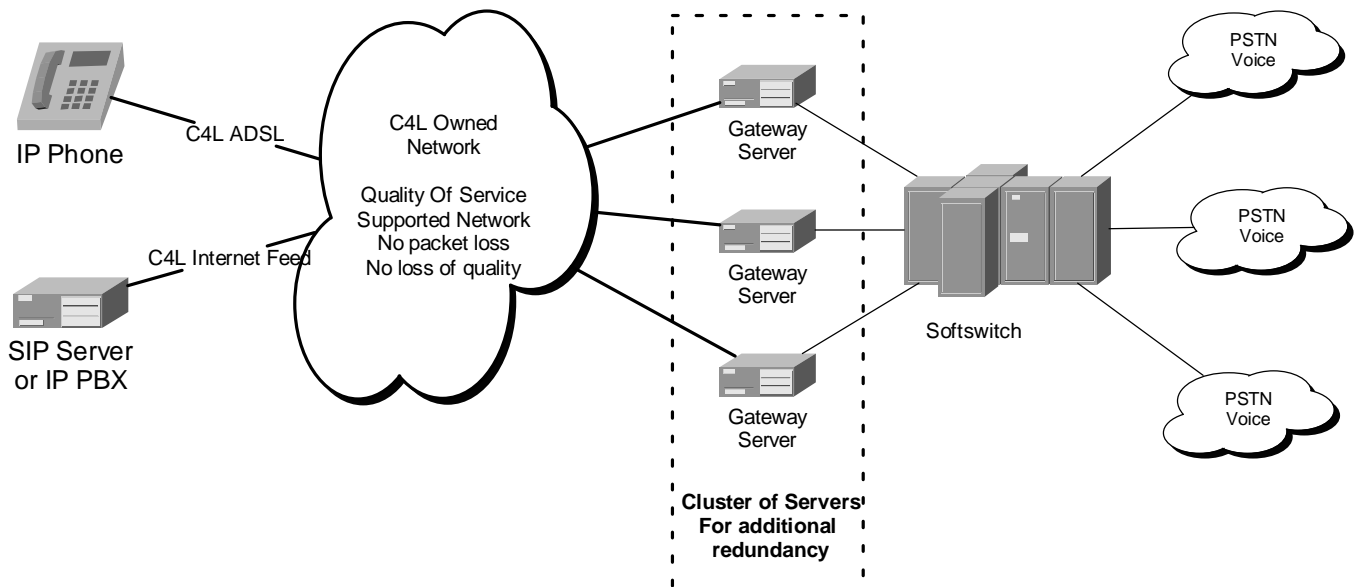 IP Phone
C4L ADSL
C4L Internet Feed
SIP Server
or IP PBX
C4L Owned
Network
Quality Of Service
Supported Network
No packet loss
No loss of quality
Gateway
Server
Gateway
Server
Gateway
Server
Cluster of Servers
For additional
redundancy
Softswitch
PSTN
Voice
PSTN
Voice
PSTN
Voice